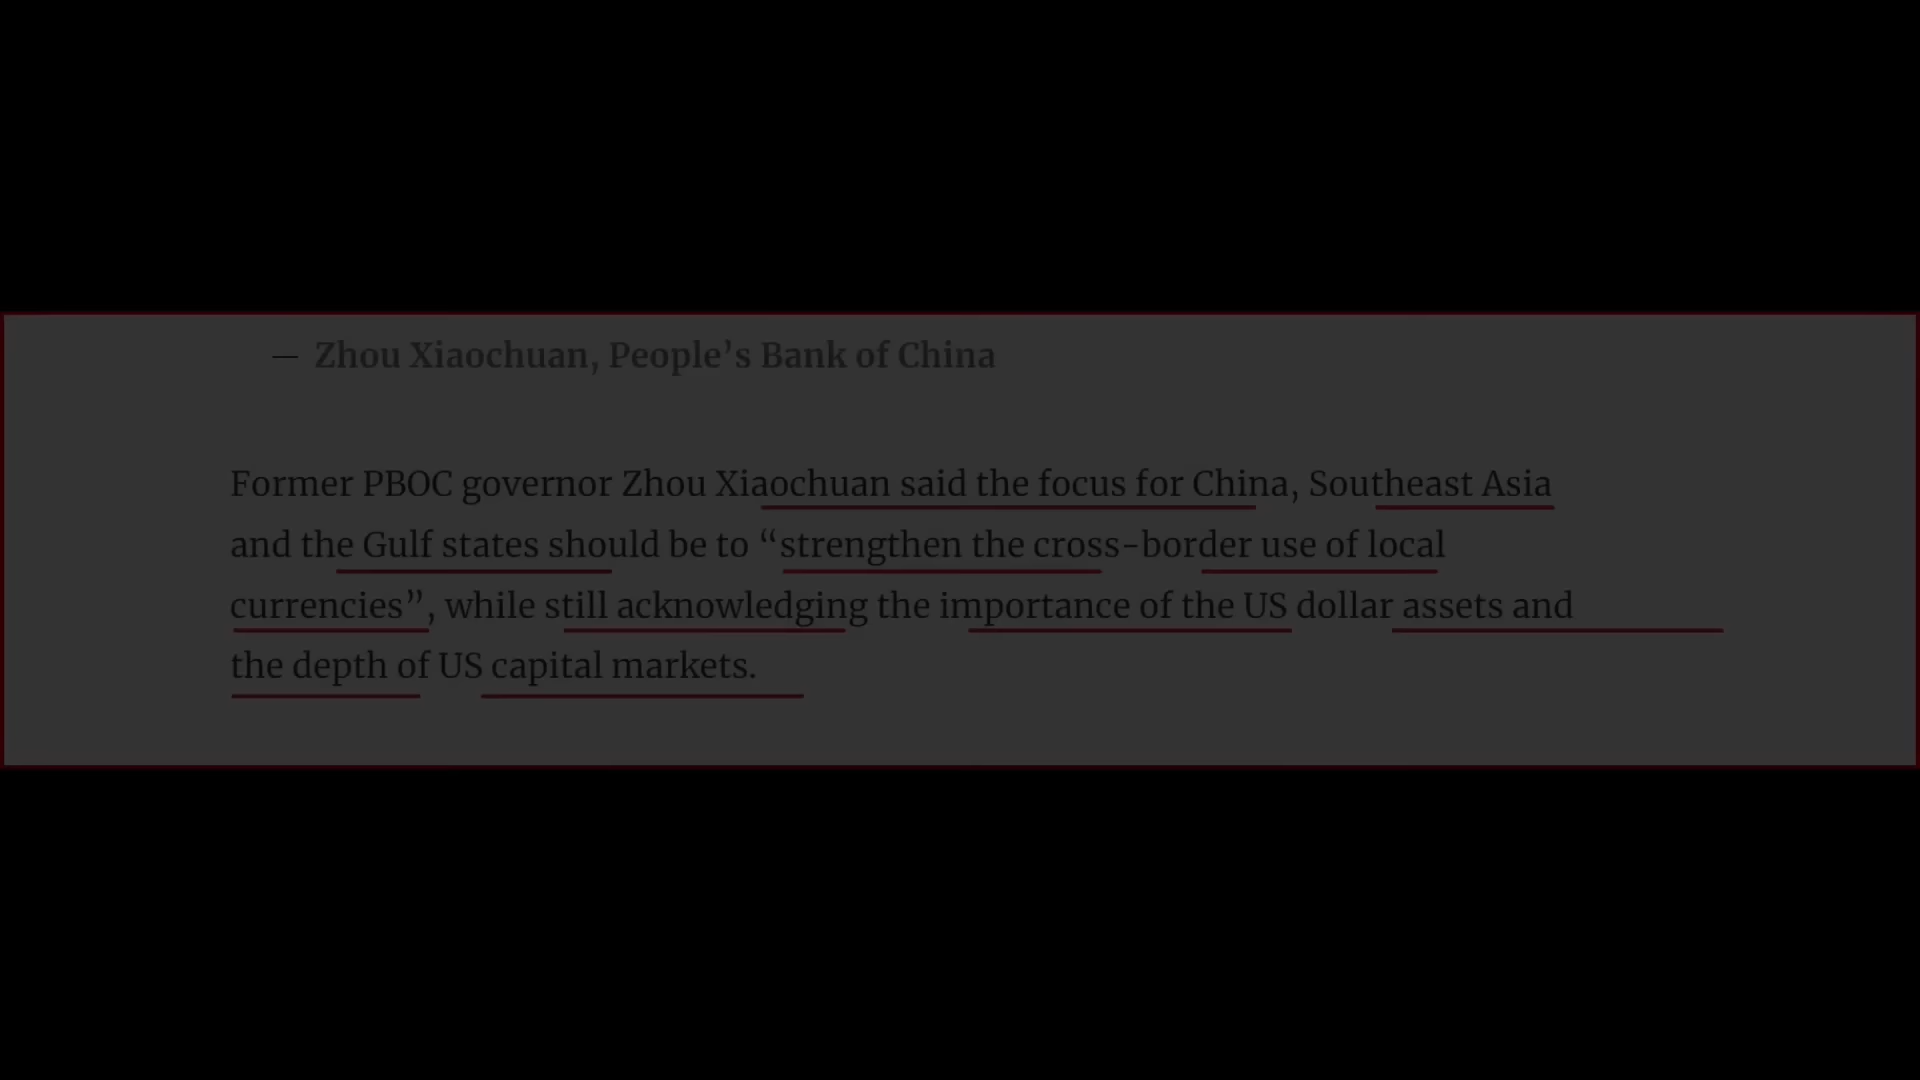 — Zhou Xiaochuan, People’s Bank of China
Former PBOC governor Zhou Xiaochuan said the focus for China, Southeast Asia
and the Gulf states should be to “strengthen the cross-border use of local
currencies”, while still acknowledging the importance of the US dollar assets and
the depth of US capital markets.